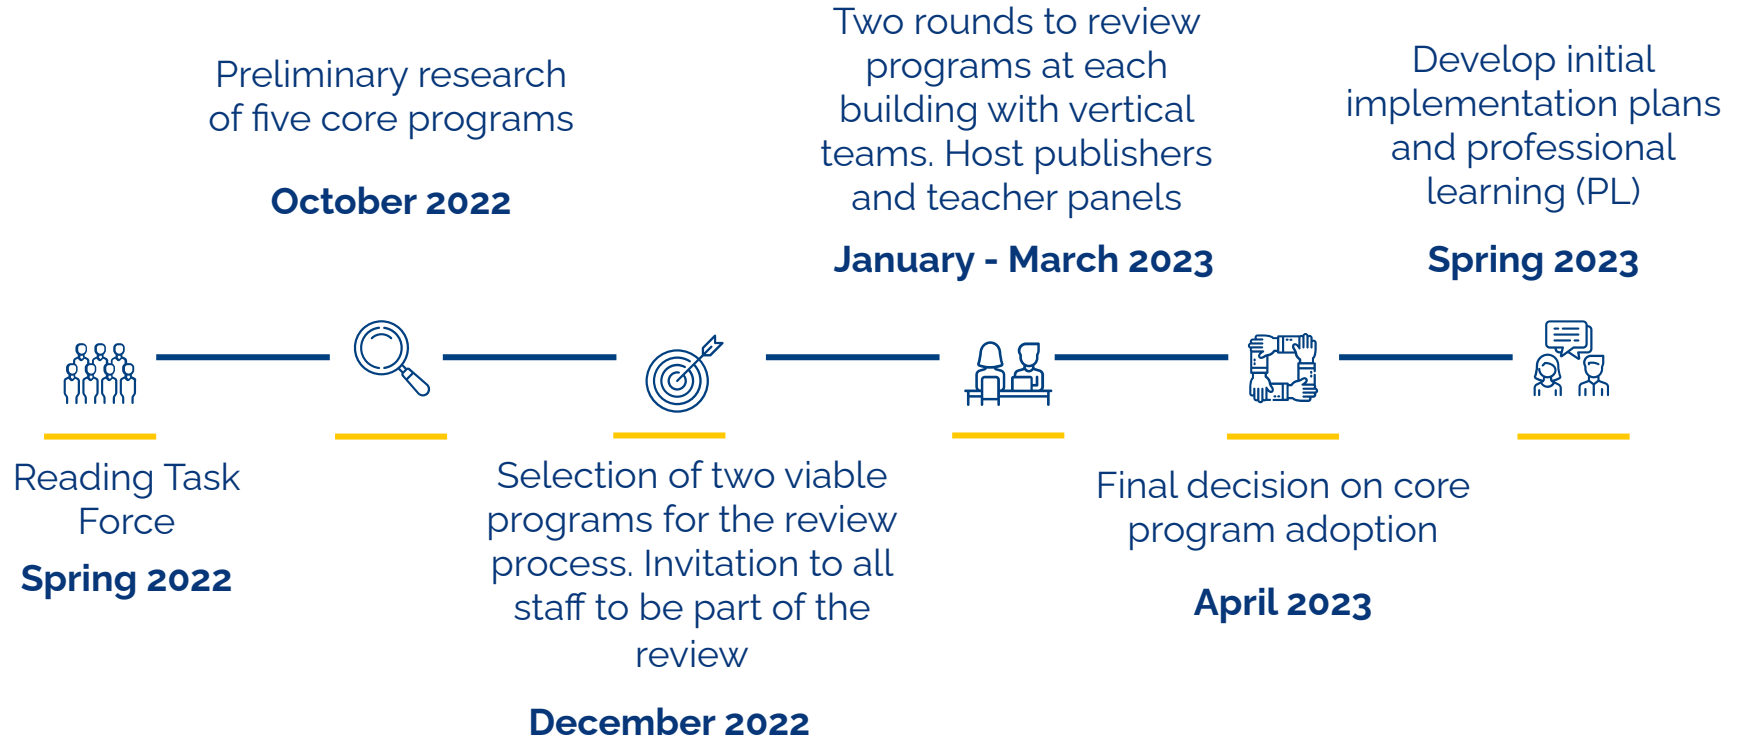 Reading Task
Force
Spring 2022
Preliminary research
of five core programs
October 2022
Selection of two viable
programs for the review
process. Invitation to all
staff to be part of the
review
December 2022
Two rounds to review
programs at each
building with vertical
teams. Host publishers
and teacher panels
January - March 2023
Final decision on core
program adoption
April 2023
Develop initial
implementation plans
and professional
learning (PL)
Spring 2023